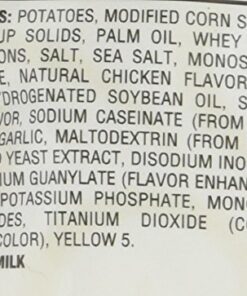 S: POTATOES, MODIFIED CORN S
UP SOLIDS, PALM OIL, WHEY
ONS, SALT, SEA SALT, MONOS
E, NATURAL CHICKEN FLAVOR
YDROGENATED SOYBEAN OIL, S
VOR, SODIUM CASEINATE (FROM
GARLIC, MALTODEXTRIN (FROM
D YEAST EXTRACT, DISODIUM INO
IUM GUANYLATE (FLAVOR ENHAN
POTASSIUM PHOSPHATE, MONO
DES, TITANIUM DIOXIDE (CO
COLOR), YELLOW 5.
MILK